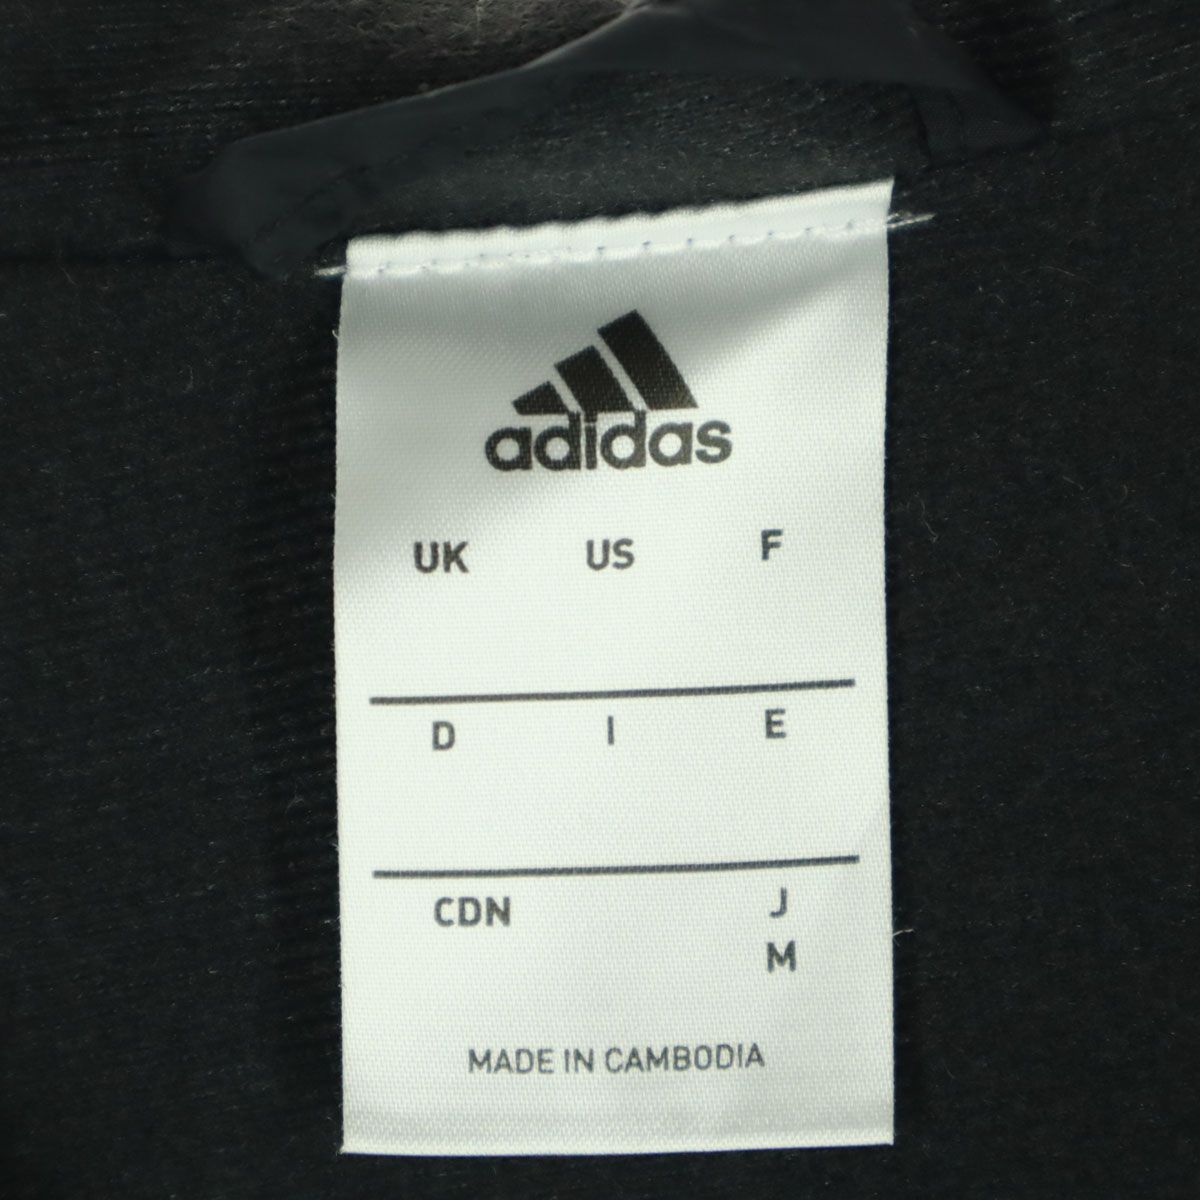 adidas
UK US F
D I E
CDN J
M
MADE IN CAMBODIA